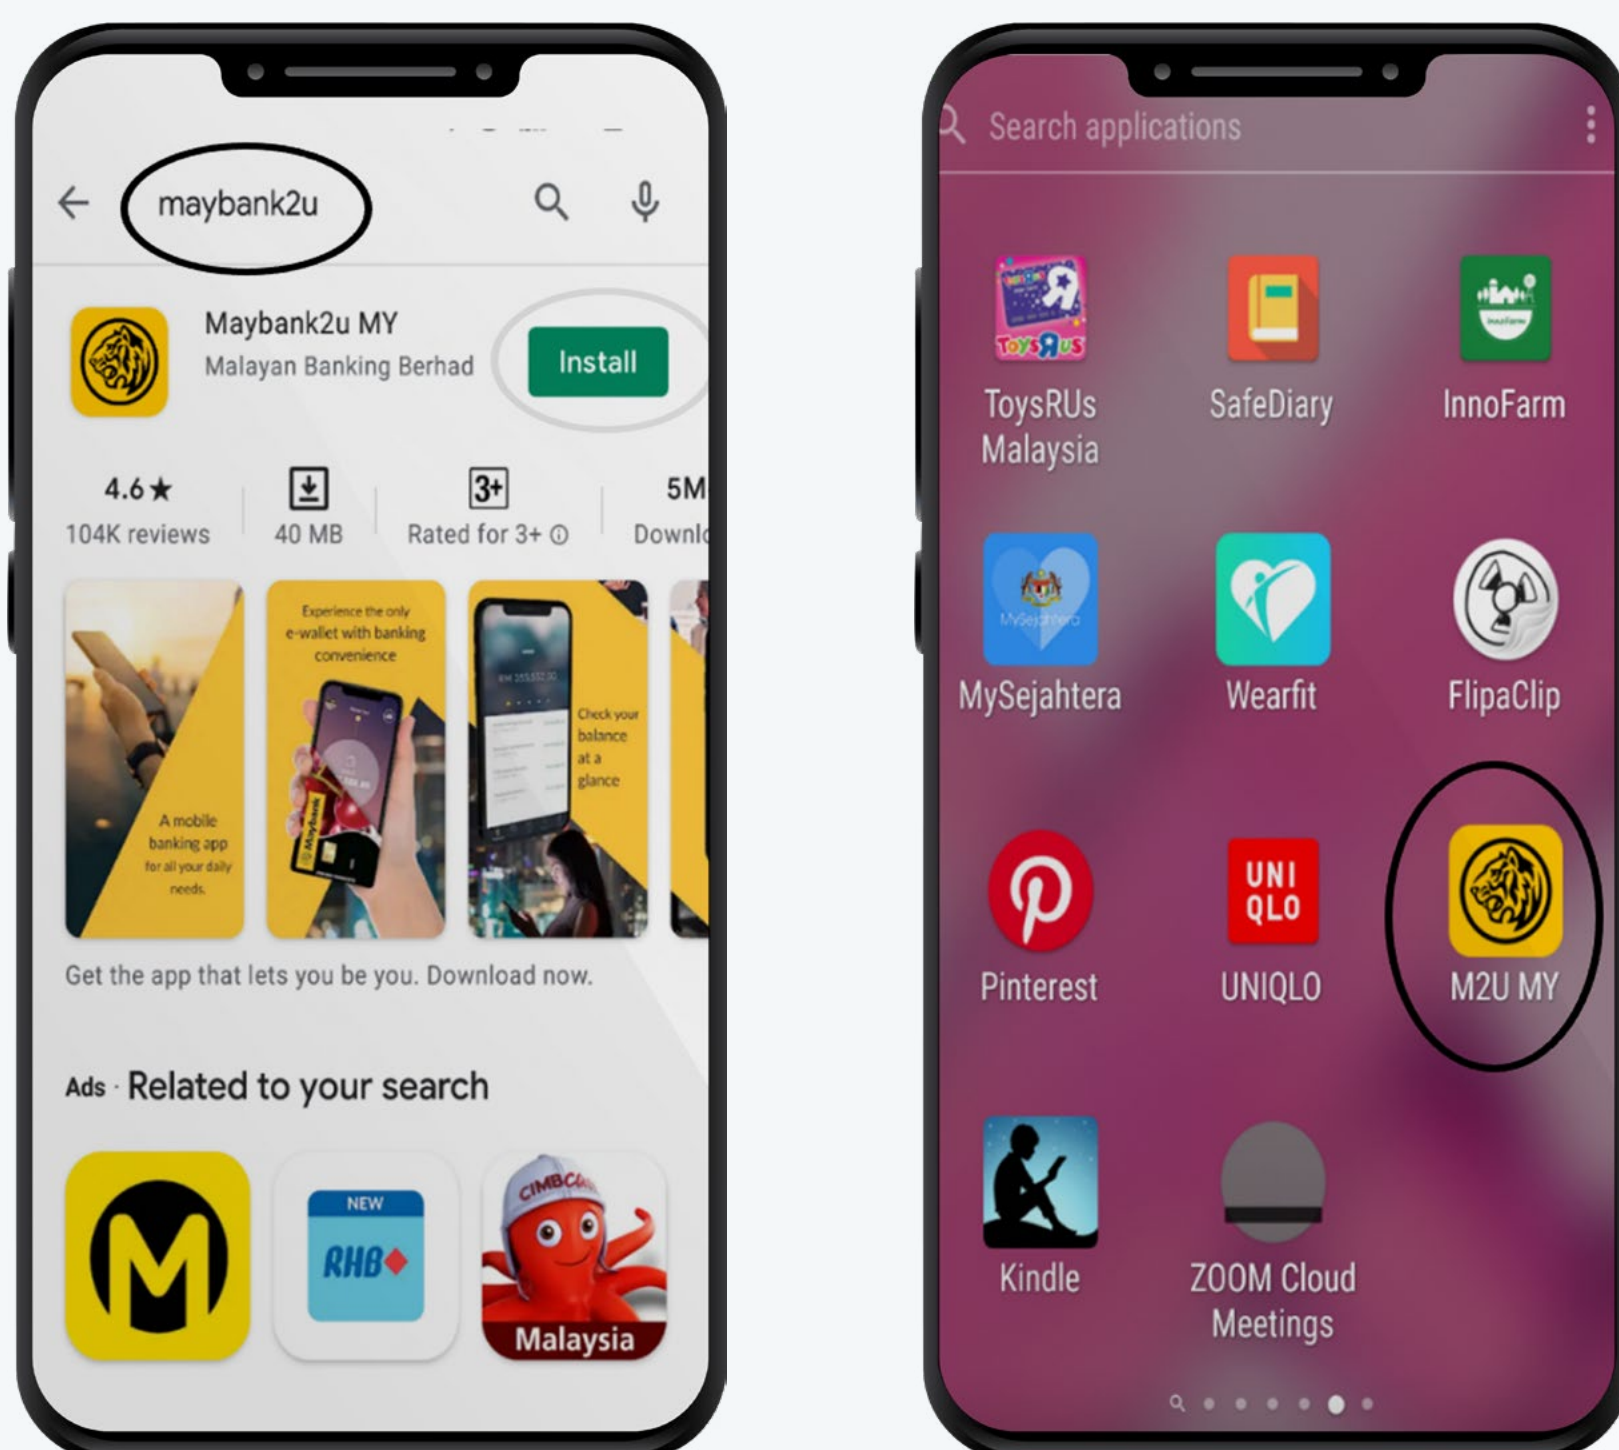 maybank2u
Maybank2u MY
Malayan Banking Berhad
Install
4.6★
104K reviews
40 MB
3+
Rated for 3+
5M
A mobile
banking app
for all your daily
needs.
Experience the only
e-wallet with banking
convenience
Maybank
Check your
balance
at a
glance
Get the app that lets you be you. Download now.
Ads · Related to your search
M
NEW
RHB
Malaysia
Search applications
TOYSRUS
ToysRUs
Malaysia
SafeDiary
InnoFarm
MySejahtera
MySejahtera
Wearfit
FlipaClip
Pinterest
UNI
QLO
UNIQLO
M2U MY
Kindle
ZOOM Cloud
Meetings